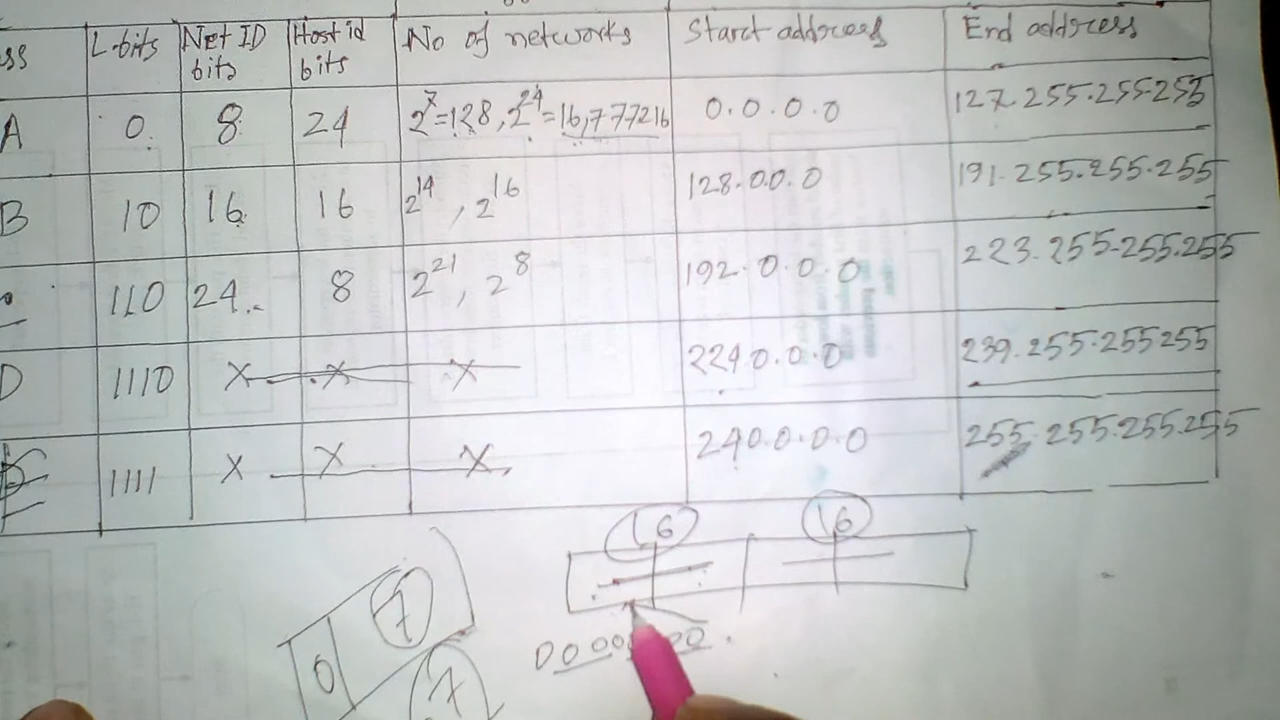 ss L-bits Net ID bits Host id bits No of networks Start address End address
A 0. 8 24 2^7=128, 2^24=16,777216 0.0.0.0 127.255.255.255
B 10 16 16 2^14, 2^16 128.0.0.0 191.255.255.255
110 24.. 8 2^21, 2^8 192.0.0.0 223.255.255.255
D 1110 x x x 224.0.0.0 239.255.255255
E 1111 x x x. 240.0.0.0 255.255.255.255
16 16
0 7
7